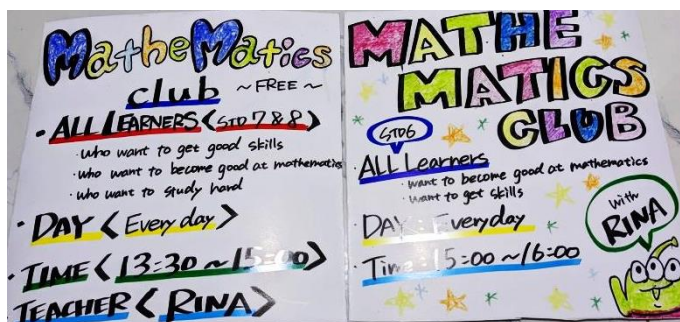 MatheMatics
club ~ FREE ~
· ALL LEARNERS < STD 7 & 8 >
· who want to get good skills
· who want to become good at mathematics
· who want to study hard
· DAY < Everyday >
· TIME < 13:30 ~ 15:00 >
TEACHER < RINA >
MATHE
MATICS
CLUB
STD6
ALL Learners
· want to become good at mathematics
· want to get skills
· DAY : Everyday
· Time : 15:00 ~ 16:00
with
RINA